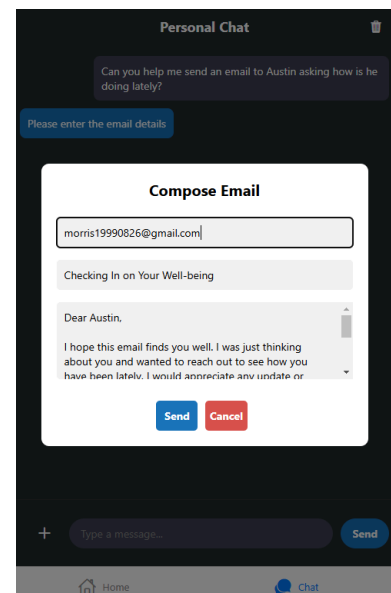 Personal Chat
Can you help me send an email to Austin asking how is he
doing lately?
Please enter the email details
Compose Email
morris19990826@gmail.com
Checking In on Your Well-being
Dear Austin,
I hope this email finds you well. I was just thinking
about you and wanted to reach out to see how you
have been lately. I would appreciate any update or
Send
Cancel
Type a message...
Send
Home
Chat